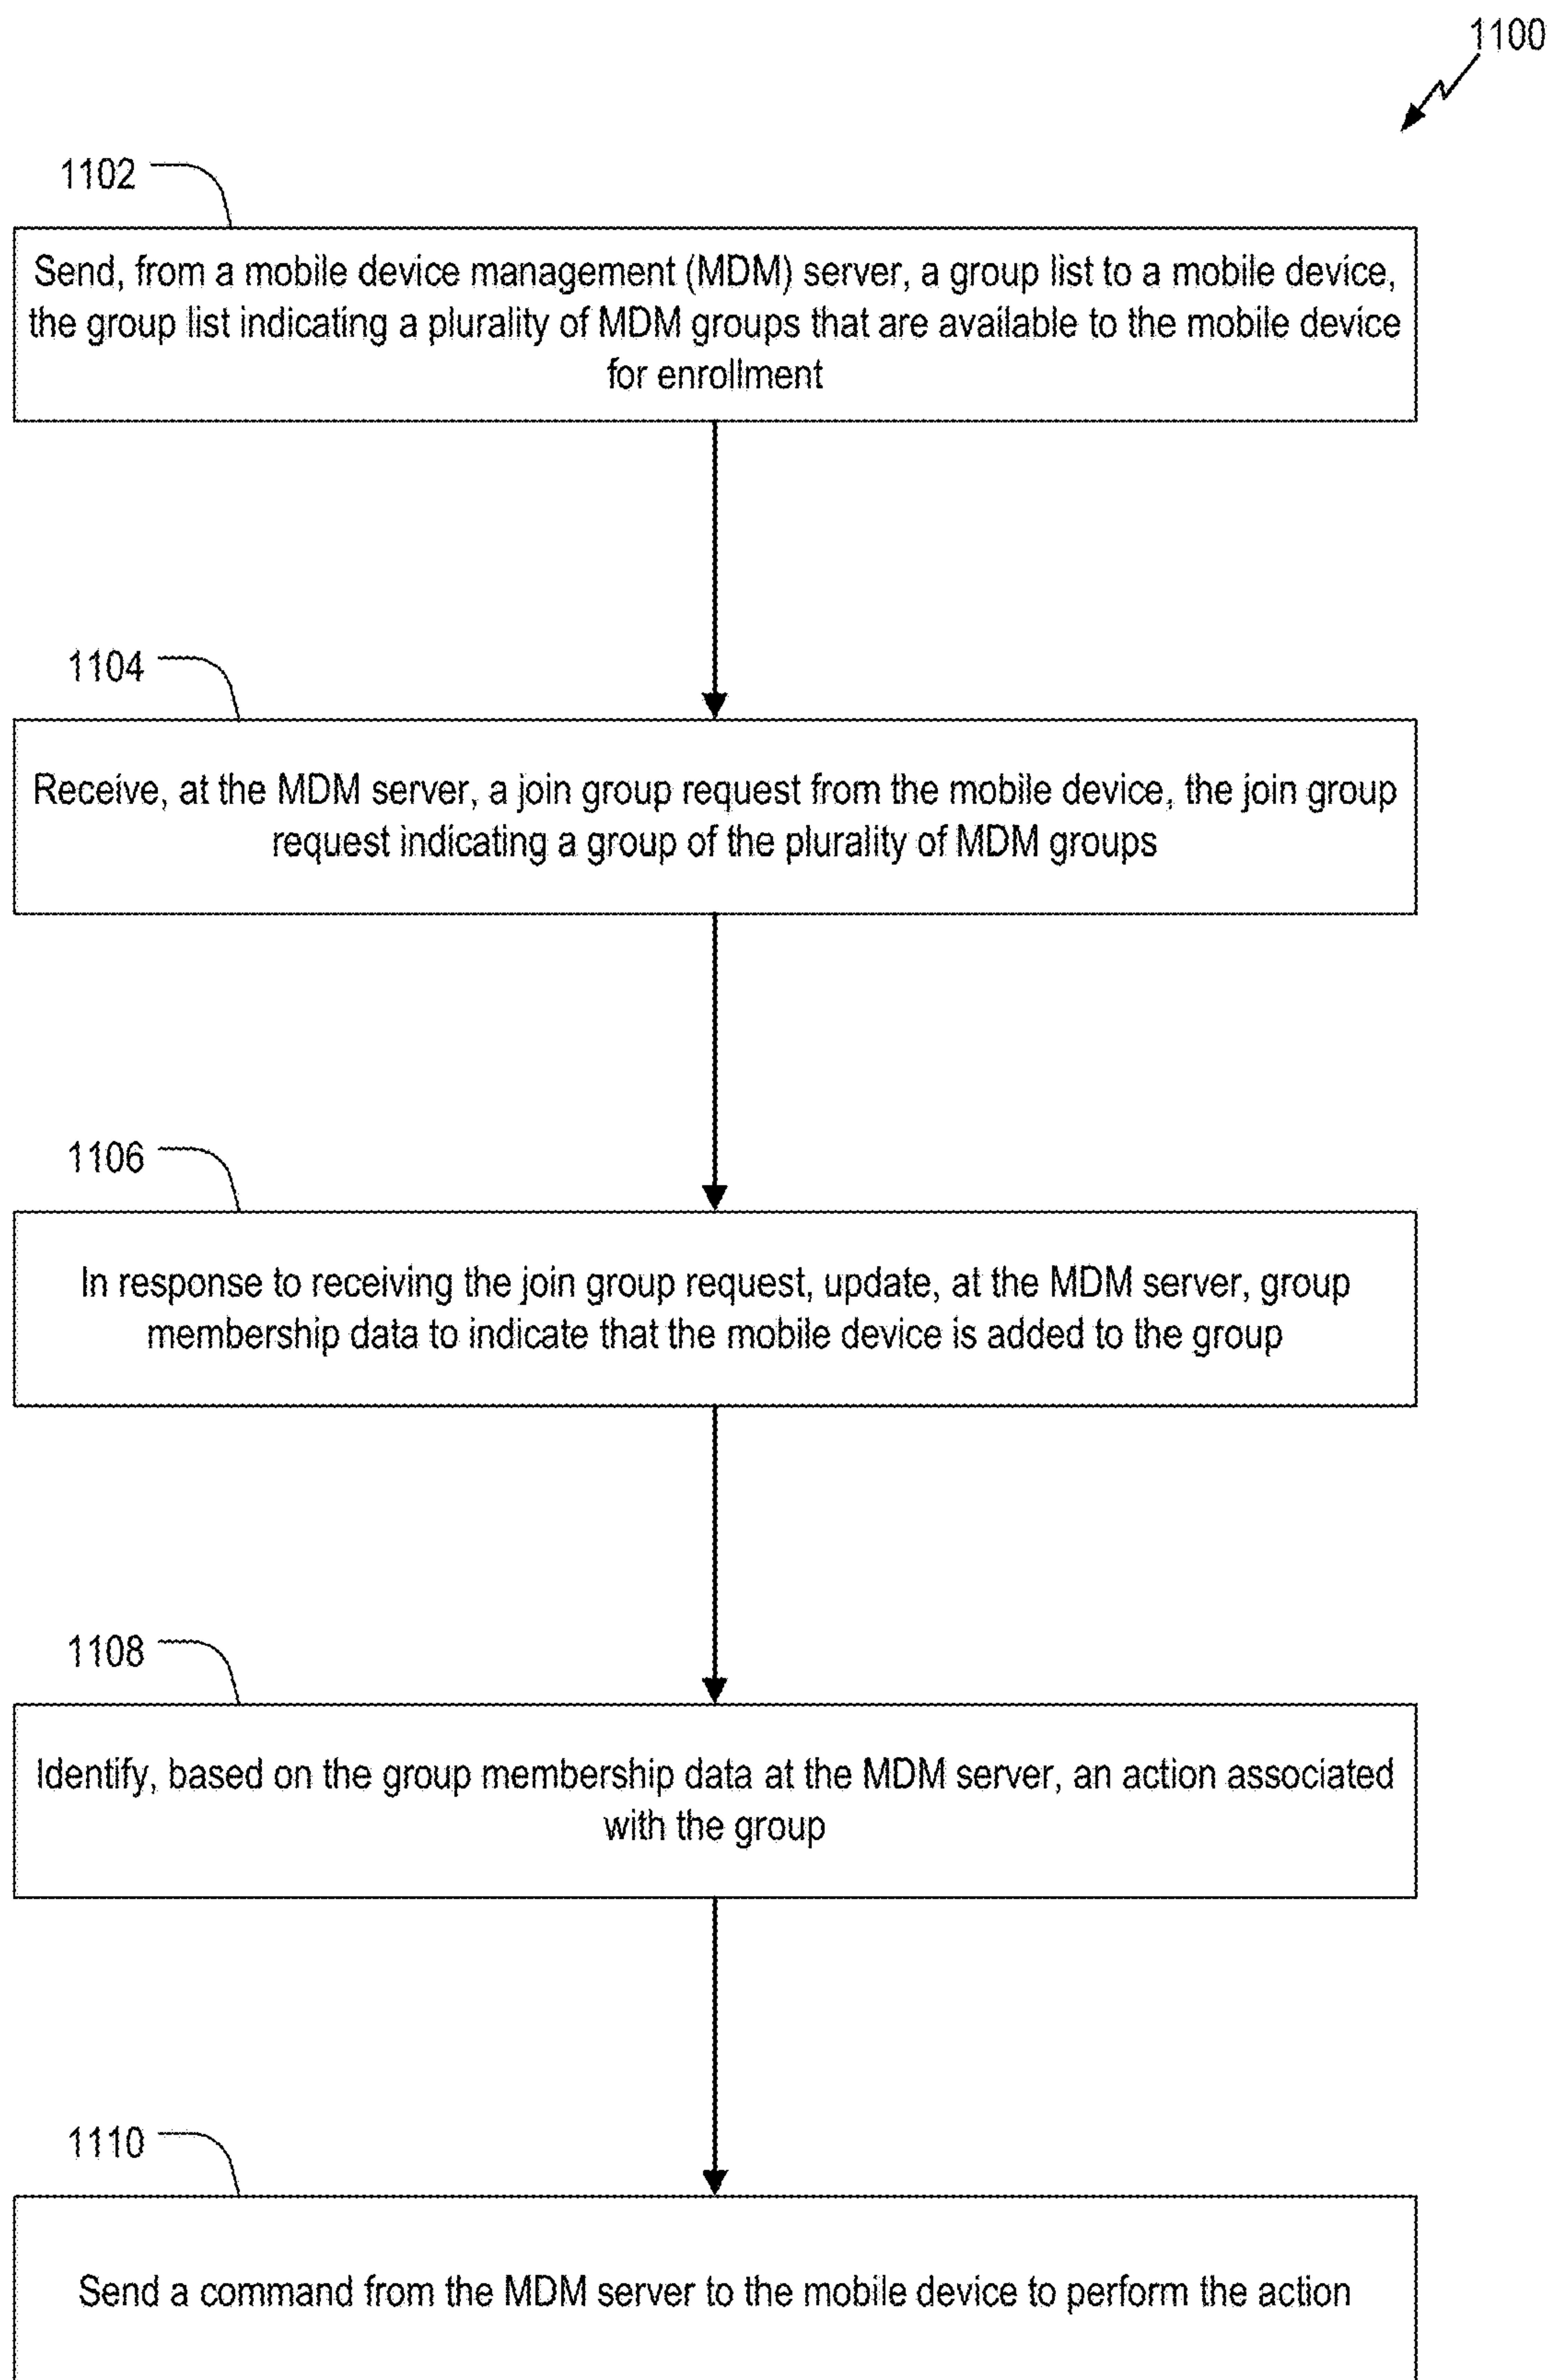 1100
1102
Send, from a mobile device management (MDM) server, a group list to a mobile device,
the group list indicating a plurality of MDM groups that are available to the mobile device
for enrollment
1104
Receive, at the MDM server, a join group request from the mobile device, the join group
request indicating a group of the plurality of MDM groups
1106
In response to receiving the join group request, update, at the MDM server, group
membership data to indicate that the mobile device is added to the group
1108
Identify, based on the group membership data at the MDM server, an action associated
with the group
1110
Send a command from the MDM server to the mobile device to perform the action